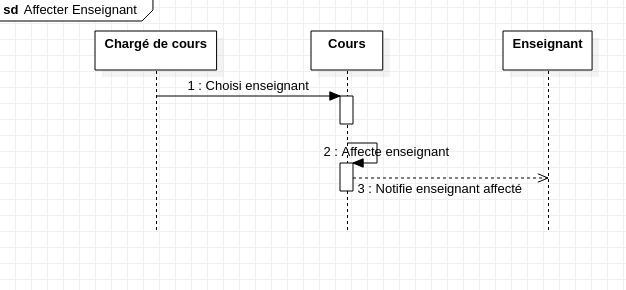 sd Affecter Enseignant
Chargé de cours
Cours
Enseignant
1 : Choisi enseignant
2 : Affecte enseignant
3 : Notifie enseignant affecté